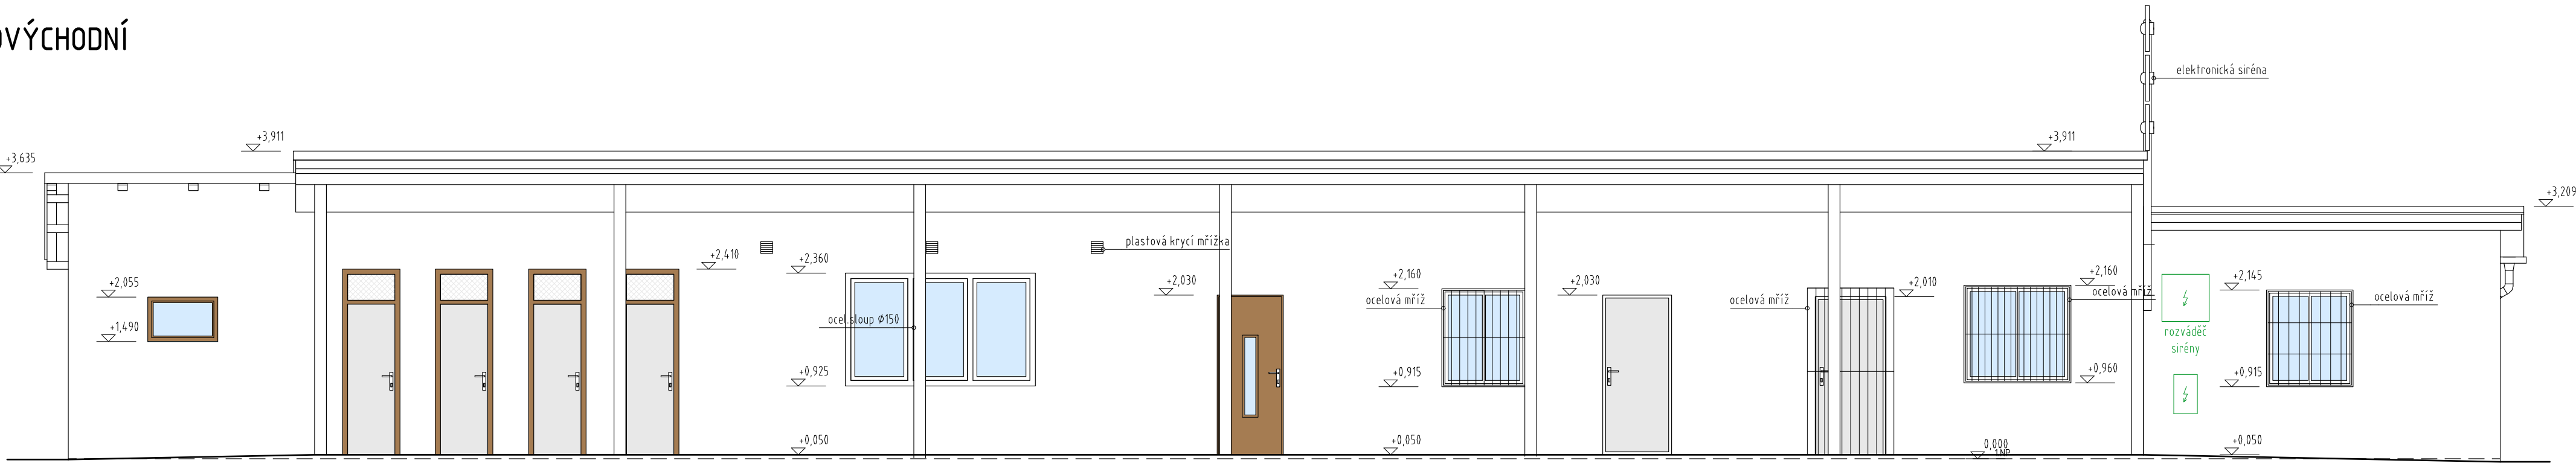 OVÝCHODNÍ
elektronická siréna
+3,911
+3,911
+3,635
+3,209
plastová krycí mřížka
+2,410
+2,360
+2,055
+2,030
+2,160
+2,030
+2,010
+2,160
+2,145
ocelová mříž
ocelová mříž
ocelová mříž
ocelová mříž
ocel.sloup Ø150
+1,490
rozváděč
sirény
+0,925
+0,915
+0,960
+0,915
+0,050
+0,050
0,000
1.NP
+0,050